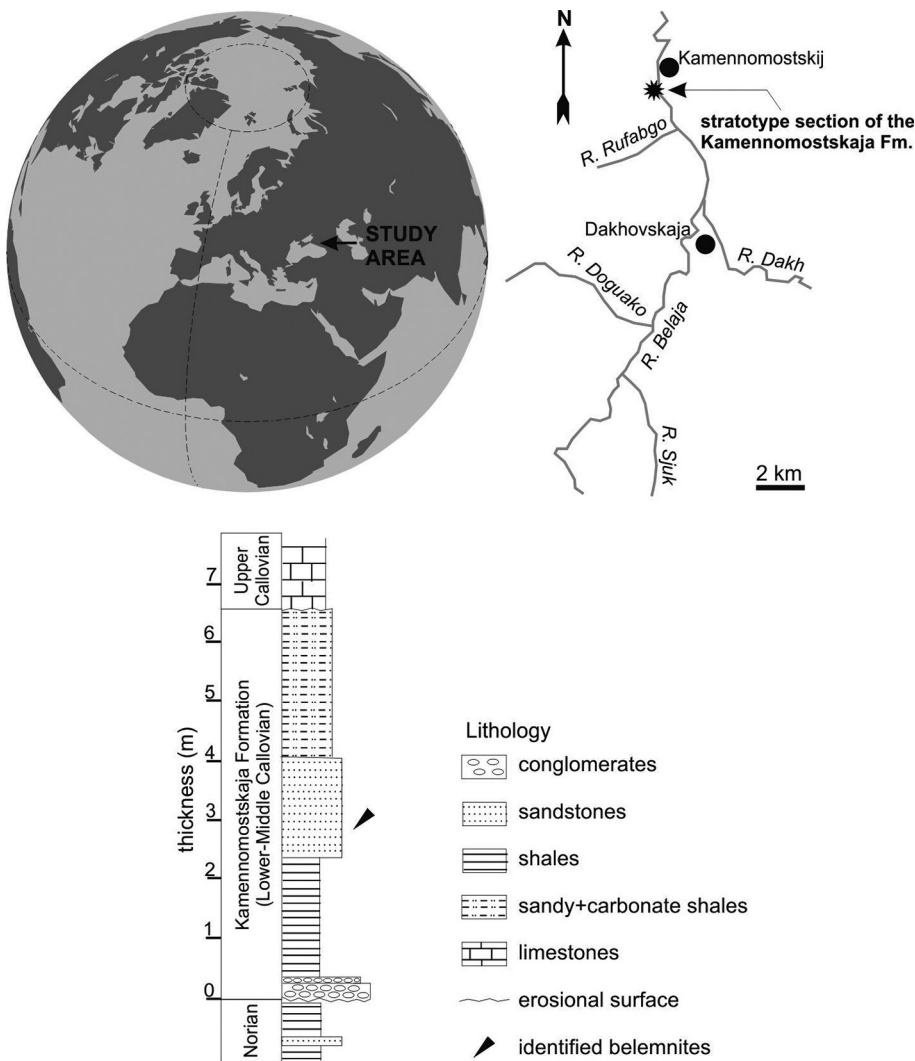 N
Kamennomostskij
stratotype section of the
Kamennomostskaja Fm.
R. Rufabgo
STUDY
AREA
Dakhovskaja
R. Dakh
R. Doguako
R. Belaja
R. Sjuk
2 km
thickness (m)
7
6
5
4
3
2
1
0
Upper
Callovian
Kamennomostskaja Formation
(Lower-Middle Callovian)
Norian
Lithology
conglomerates
sandstones
shales
sandy+carbonate shales
limestones
erosional surface
identified belemnites